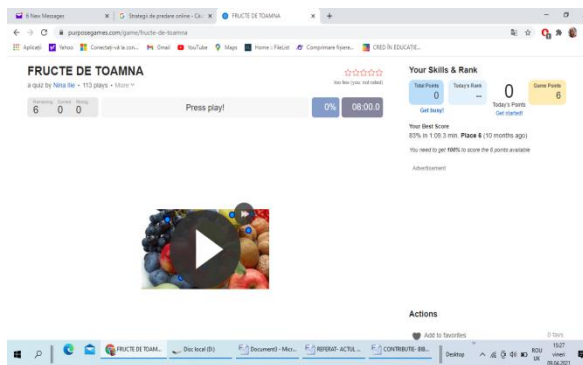 6 New Messages
Strategii de predare online - Clas
FRUCTE DE TOAMNA
purposegames.com/game/fructe-de-toamna
Aplicații
Yahoo
Conectați-vă la con...
Gmail
YouTube
Maps
Home :: FileList
Comprimare fișiere...
CRED ÎN EDUCAȚIE...
FRUCTE DE TOAMNA
a quiz by Nina Ilie • 113 plays • More
Too few (you: not rated)
Remaining Correct Wrong
6 0 0
Press play!
0%
08:00.0
Your Skills & Rank
Total Points
0
Get busy!
Today's Rank
--
0
Today's Points
Get started!
Game Points
6
Your Best Score
83% in 1:09.3 min. Place 6 (10 months ago)
You need to get 100% to score the 6 points available
Advertisement
Actions
Add to favorites
0 favs
FRUCTE DE TOAM...
Disc local (D:)
Document3 - Micr...
REFERAT- ACTUL ...
CONTRIBUTIE- BIB...
Desktop
ROU
UK
15:27
vineri
09.04.2021